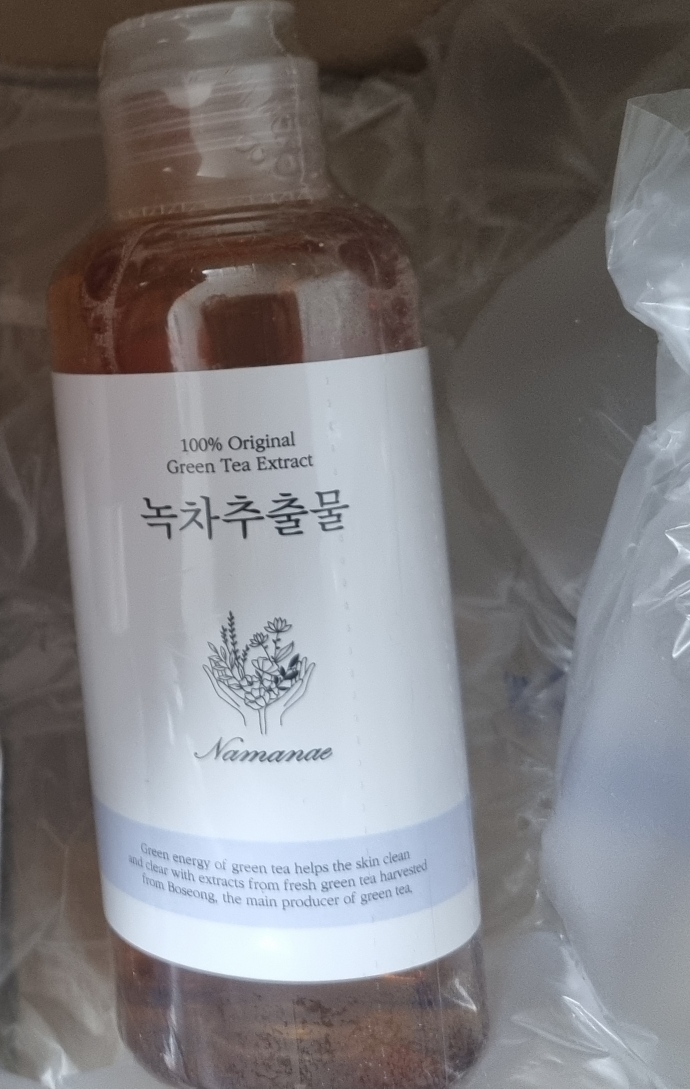 100% Original
Green Tea Extract
녹차추출물
Namanae
Green energy of green tea helps the skin clean
and clear with extracts from fresh green tea harvested
from Boseong, the main producer of green tea.